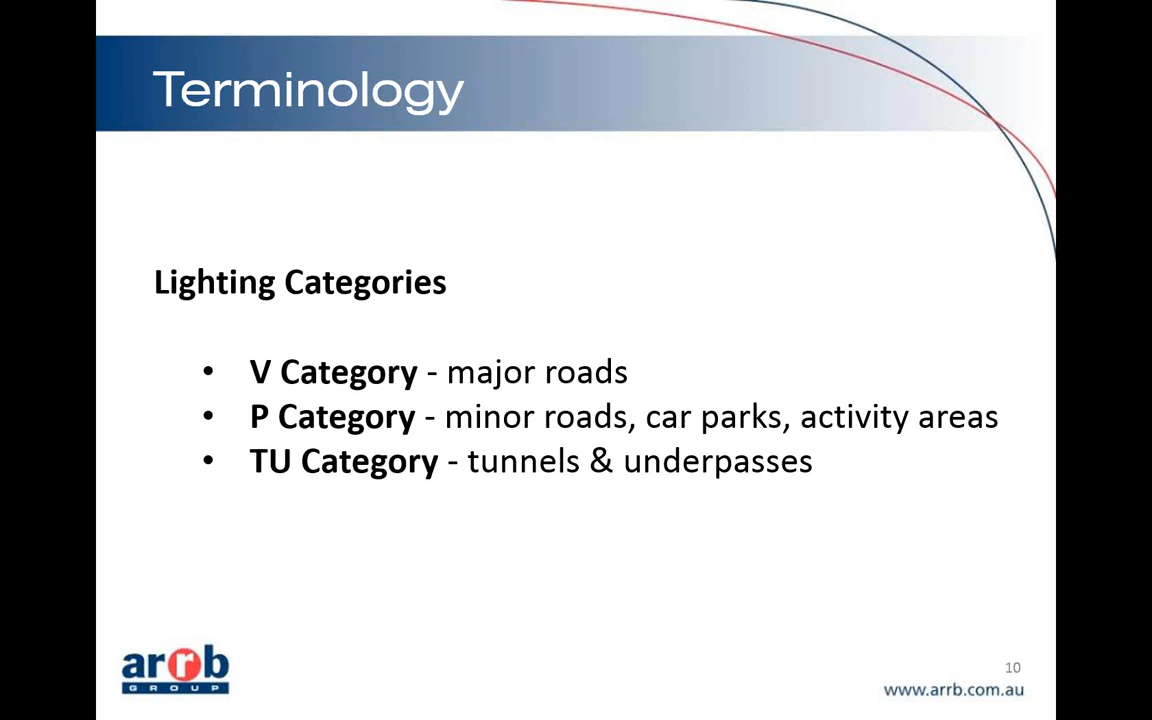 Terminology
Lighting Categories
• V Category - major roads
• P Category - minor roads, car parks, activity areas
• TU Category - tunnels & underpasses
arrb
GROUP
10
www.arrb.com.au